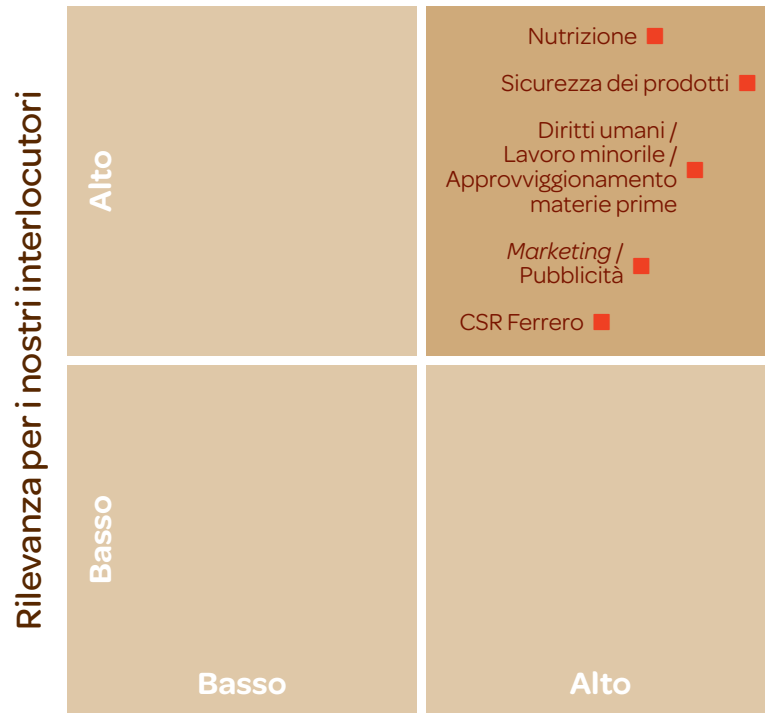 Rilevanza per i nostri interlocutori
Alto
Nutrizione
Sicurezza dei prodotti
Diritti umani /
Lavoro minorile /
Approvviggionamento
materie prime
Marketing /
Pubblicità
CSR Ferrero
Basso
Basso
Alto